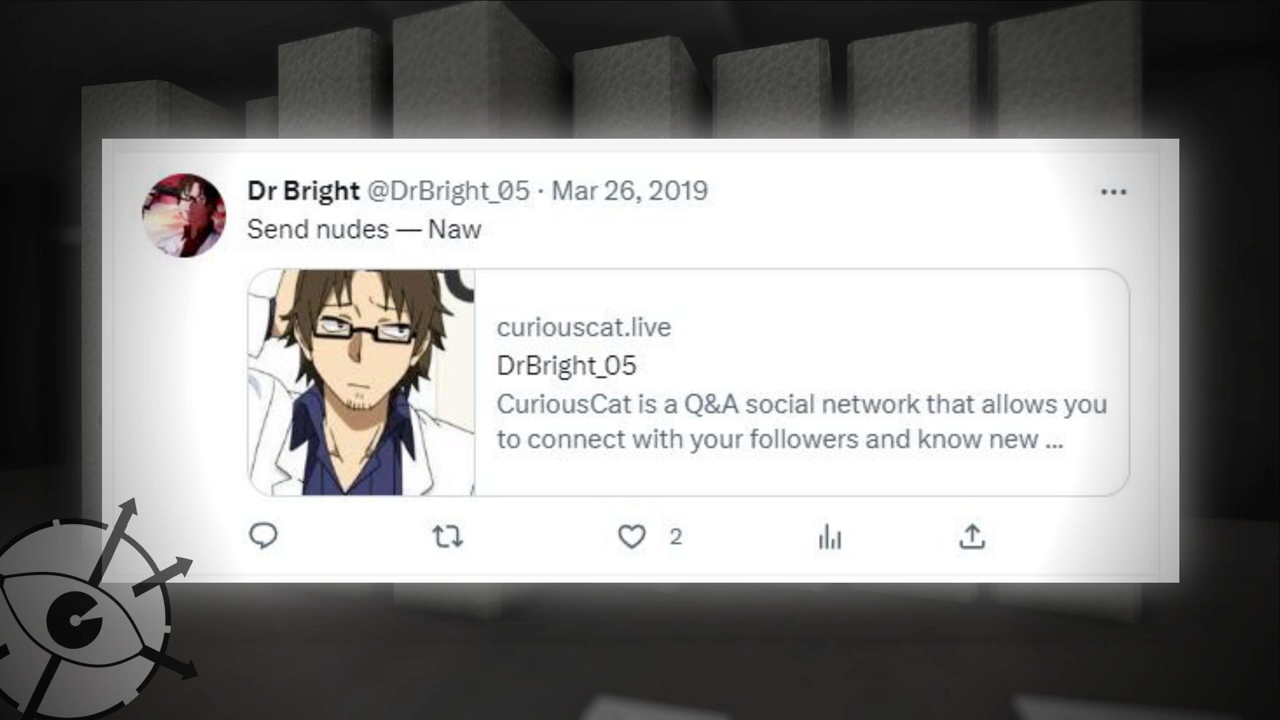 Dr Bright @DrBright_05 · Mar 26, 2019
Send nudes — Naw
curiouscat.live
DrBright_05
CuriousCat is a Q&A social network that allows you
to connect with your followers and know new ...
2